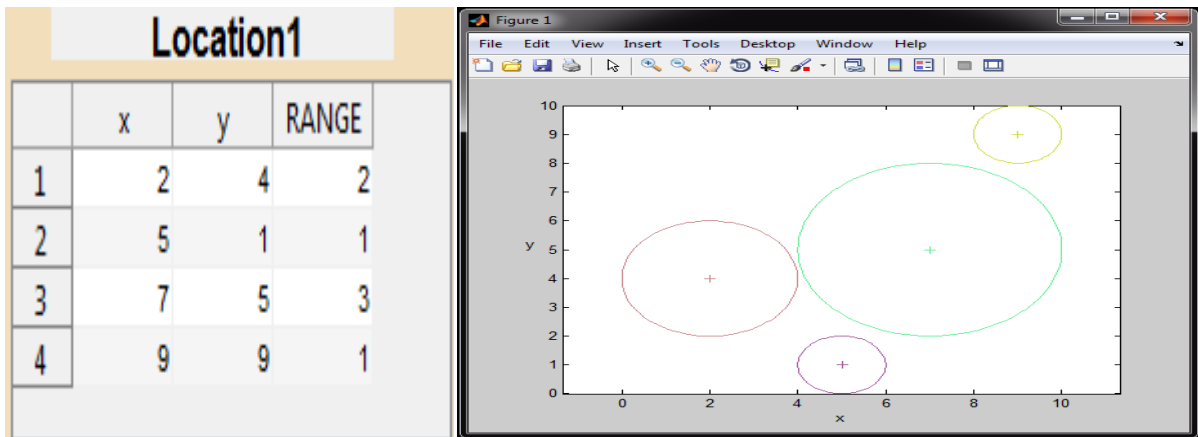 Location1
x y RANGE
1 2 4 2
2 5 1 1
3 7 5 3
4 9 9 1
Figure 1
File Edit View Insert Tools Desktop Window Help
10
9
8
7
6
5
4
3
2
1
0
y
0 2 4 6 8 10
x